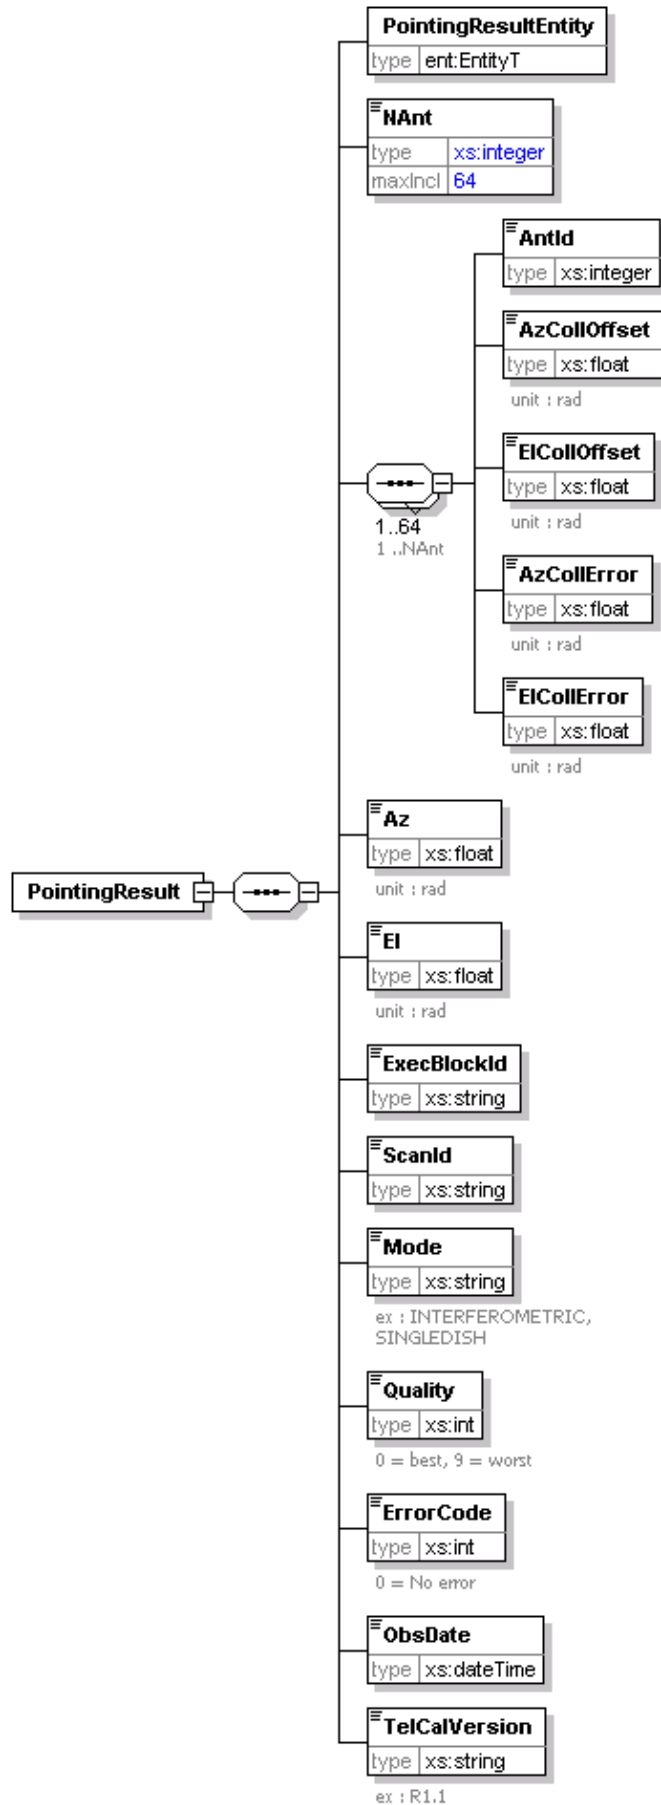 PointingResultEntity
type ent:EntityT
NAnt
type xs:integer
maxIncl 64
AntId
type xs:integer
AzCollOffset
type xs:float
unit : rad
ElCollOffset
type xs:float
unit : rad
1..64
1 ..NAnt
AzCollError
type xs:float
unit : rad
ElCollError
type xs:float
unit : rad
Az
type xs:float
unit : rad
PointingResult
El
type xs:float
unit : rad
ExecBlockId
type xs:string
ScanId
type xs:string
Mode
type xs:string
ex : INTERFEROMETRIC,
SINGLEDISH
Quality
type xs:int
0 = best, 9 = worst
ErrorCode
type xs:int
0 = No error
ObsDate
type xs:dateTime
TelCalVersion
type xs:string
ex : R1.1